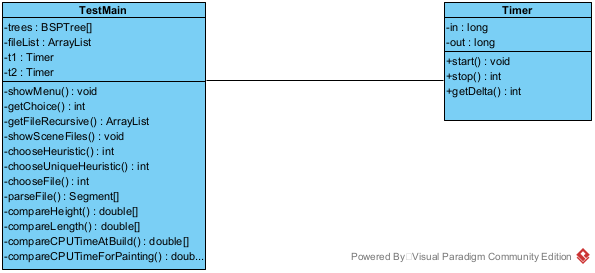 TestMain
-trees : BSPTree[]
-fileList : ArrayList
-t1 : Timer
-t2 : Timer
-showMenu() : void
-getChoice() : int
-getFileRecursive() : ArrayList
-showSceneFiles() : void
-chooseHeuristic() : int
-chooseUniqueHeuristic() : int
-chooseFile() : int
-parseFile() : Segment[]
-compareHeight() : double[]
-compareLength() : double[]
-compareCPUTimeAtBuild() : double[]
-compareCPUTimeForPainting() : doub...
Timer
-in : long
-out : long
+start() : void
+stop() : int
+getDelta() : int
Powered By Visual Paradigm Community Edition